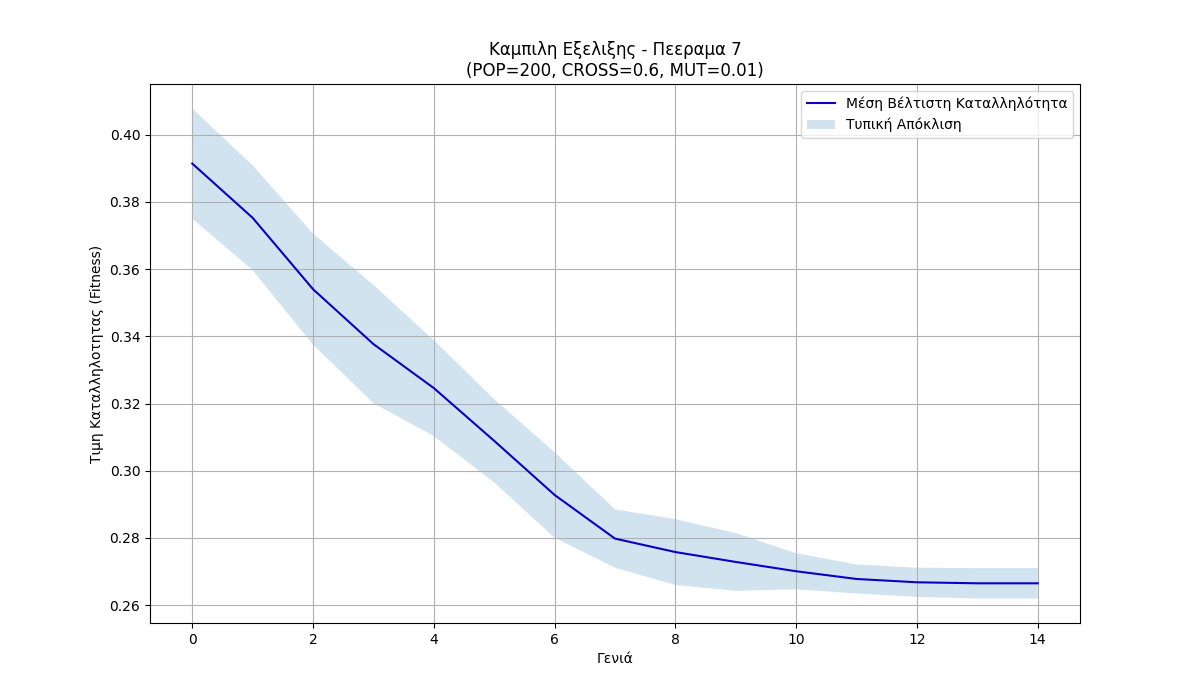 Καμπιλη Εξελιξης - Πεεραμα 7
(POP=200, CROSS=0.6, MUT=0.01)
Μέση Βέλτιστη Καταλληλότητα
Τυπική Απόκλιση
Τιμη Καταλληλοτητας (Fitness)
0.40
0.38
0.36
0.34
0.32
0.30
0.28
0.26
0 2 4 6 8 10 12 14
Γενιά